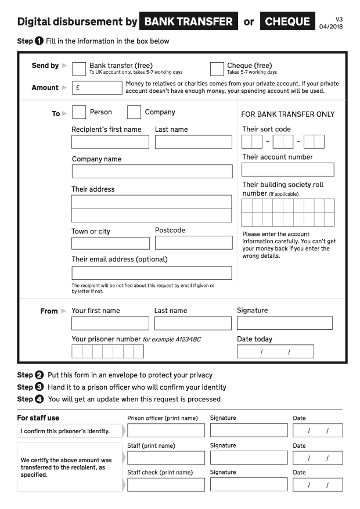 Digital disbursement by BANK TRANSFER or CHEQUE
V3
04/2018
Step 1 Fill in the information in the box below
Send by
Bank transfer (free)
To UK account only, takes 5-7 working days
Cheque (free)
Takes 5-7 working days
Amount
£
Money to relatives or charities comes from your private account. If your private
account doesn't have enough money, your spending account will be used.
To
Person
Company
FOR BANK TRANSFER ONLY
Recipient's first name
Last name
Their sort code
- -
Company name
Their account number
Their address
Their building society roll
number (if applicable)
Town or city
Postcode
Please enter the account
information carefully. You can't get
your money back if you enter the
wrong details.
Their email address (optional)
The recipient will be notified about this request by email if given or
by letter if not.
From
Your first name
Last name
Signature
Your prisoner number for example A1234BC
Date today
/ /
Step 2 Put this form in an envelope to protect your privacy
Step 3 Hand it to a prison officer who will confirm your identity
Step 4 You will get an update when this request is processed
For staff use
Prison officer (print name)
Signature
Date
I confirm this prisoner's identity.
/ /
Staff (print name)
Signature
Date
We certify the above amount was
transferred to the recipient, as
specified.
/ /
Staff check (print name)
Signature
Date
/ /